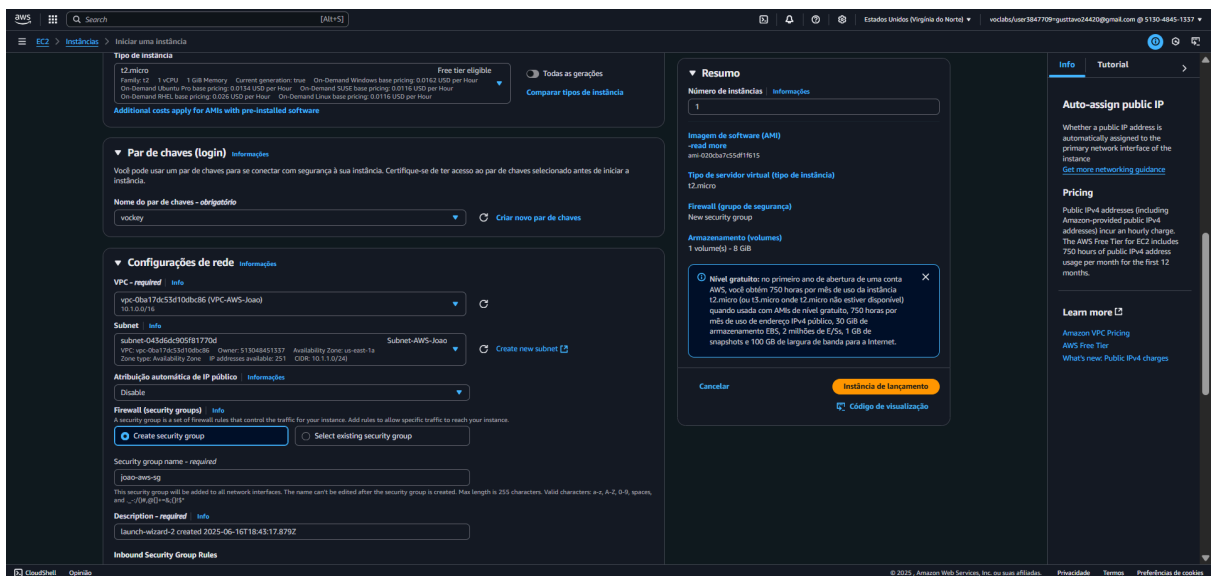 aws
Search [Alt+S]
Estados Unidos (Virgínia do Norte) ▼
voclabs/user3847709=gusttavo24420@gmail.com @ 5130-4845-1337 ▼
EC2 > Instâncias > Iniciar uma instância
Tipo de instância
t2.micro Free tier eligible
Family: t2 1 vCPU 1 GiB Memory Current generation: true On-Demand Windows base pricing: 0.0162 USD per Hour
On-Demand Ubuntu Pro base pricing: 0.0134 USD per Hour On-Demand SUSE base pricing: 0.0116 USD per Hour
On-Demand RHEL base pricing: 0.026 USD per Hour On-Demand Linux base pricing: 0.0116 USD per Hour
Todas as gerações
Comparar tipos de instância
Additional costs apply for AMIs with pre-installed software
▼ Par de chaves (login) Informações
Você pode usar um par de chaves para se conectar com segurança à sua instância. Certifique-se de ter acesso ao par de chaves selecionado antes de iniciar a
instância.
Nome do par de chaves – obrigatório
vockey
Criar novo par de chaves
▼ Configurações de rede Informações
VPC – required | Info
vpc-0ba17dc53d10dbc86 (VPC-AWS-Joao)
10.1.0.0/16
Subnet | Info
subnet-043d6dc905f81770d Subnet-AWS-Joao
VPC: vpc-0ba17dc53d10dbc86 Owner: 513048451337 Availability Zone: us-east-1a
Zone type: Availability Zone IP addresses available: 251 CIDR: 10.1.1.0/24)
Create new subnet
Atribuição automática de IP público | Informações
Disable
Firewall (security groups) | Info
A security group is a set of firewall rules that control the traffic for your instance. Add rules to allow specific traffic to reach your instance.
Create security group
Select existing security group
Security group name – required
joao-aws-sg
This security group will be added to all network interfaces. The name can't be edited after the security group is created. Max length is 255 characters. Valid characters: a-z, A-Z, 0-9, spaces,
and ._-:/()#,@[]+=&;{}!$*
Description – required | Info
launch-wizard-2 created 2025-06-16T18:43:17.879Z
Inbound Security Group Rules
▼ Resumo
Número de instâncias | Informações
1
Imagem de software (AMI)
-read more
ami-020cba7c55df1f615
Tipo de servidor virtual (tipo de instância)
t2.micro
Firewall (grupo de segurança)
New security group
Armazenamento (volumes)
1 volume(s) - 8 GiB
Nível gratuito: no primeiro ano de abertura de uma conta
AWS, você obtém 750 horas por mês de uso da instância
t2.micro (ou t3.micro onde t2.micro não estiver disponível)
quando usada com AMIs de nível gratuito, 750 horas por
mês de uso de endereço IPv4 público, 30 GiB de
armazenamento EBS, 2 milhões de E/Ss, 1 GB de
snapshots e 100 GB de largura de banda para a Internet.
Cancelar
Instância de lançamento
Código de visualização
Info
Tutorial
Auto-assign public IP
Whether a public IP address is
automatically assigned to the
primary network interface of the
instance
Get more networking guidance
Pricing
Public IPv4 addresses (including
Amazon-provided public IPv4
addresses) incur an hourly charge.
The AWS Free Tier for EC2 includes
750 hours of public IPv4 address
usage per month for the first 12
months.
Learn more
Amazon VPC Pricing
AWS Free Tier
What's new: Public IPv4 charges
CloudShell Opinião
© 2025 , Amazon Web Services, Inc. ou suas afiliadas. Privacidade Termos Preferências de cookies